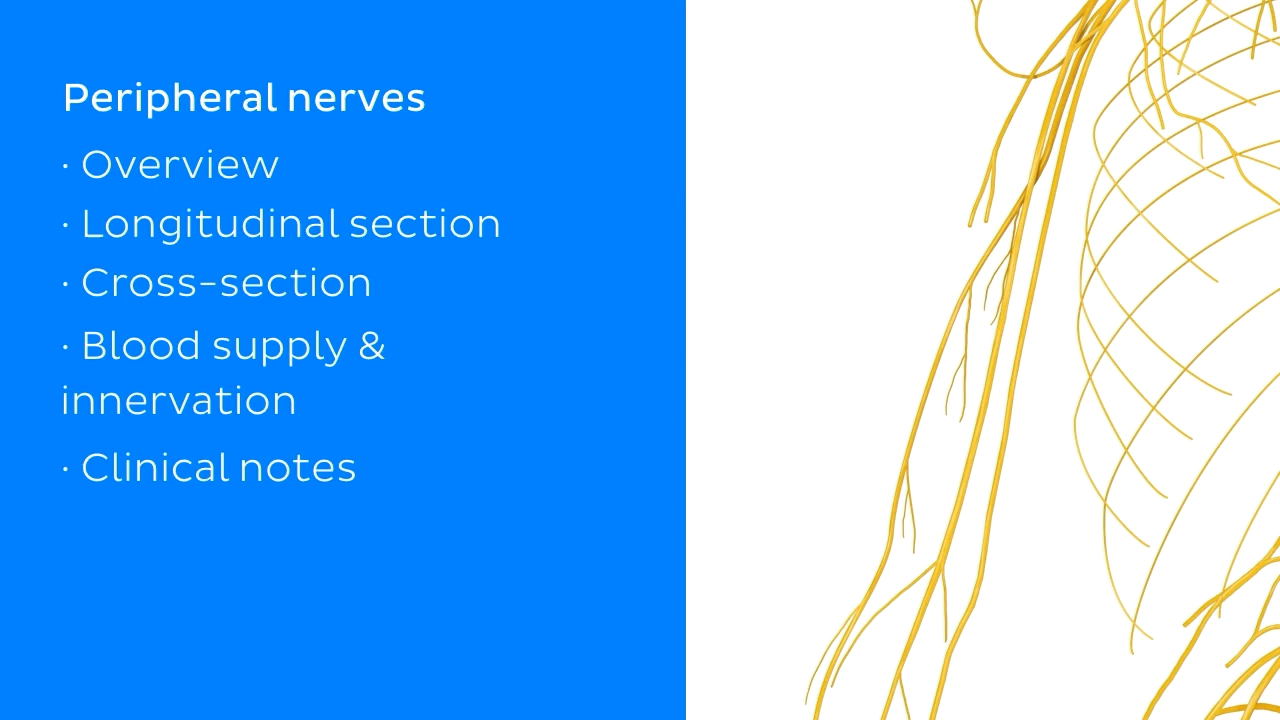 Peripheral nerves
· Overview
· Longitudinal section
· Cross-section
· Blood supply &
innervation
· Clinical notes